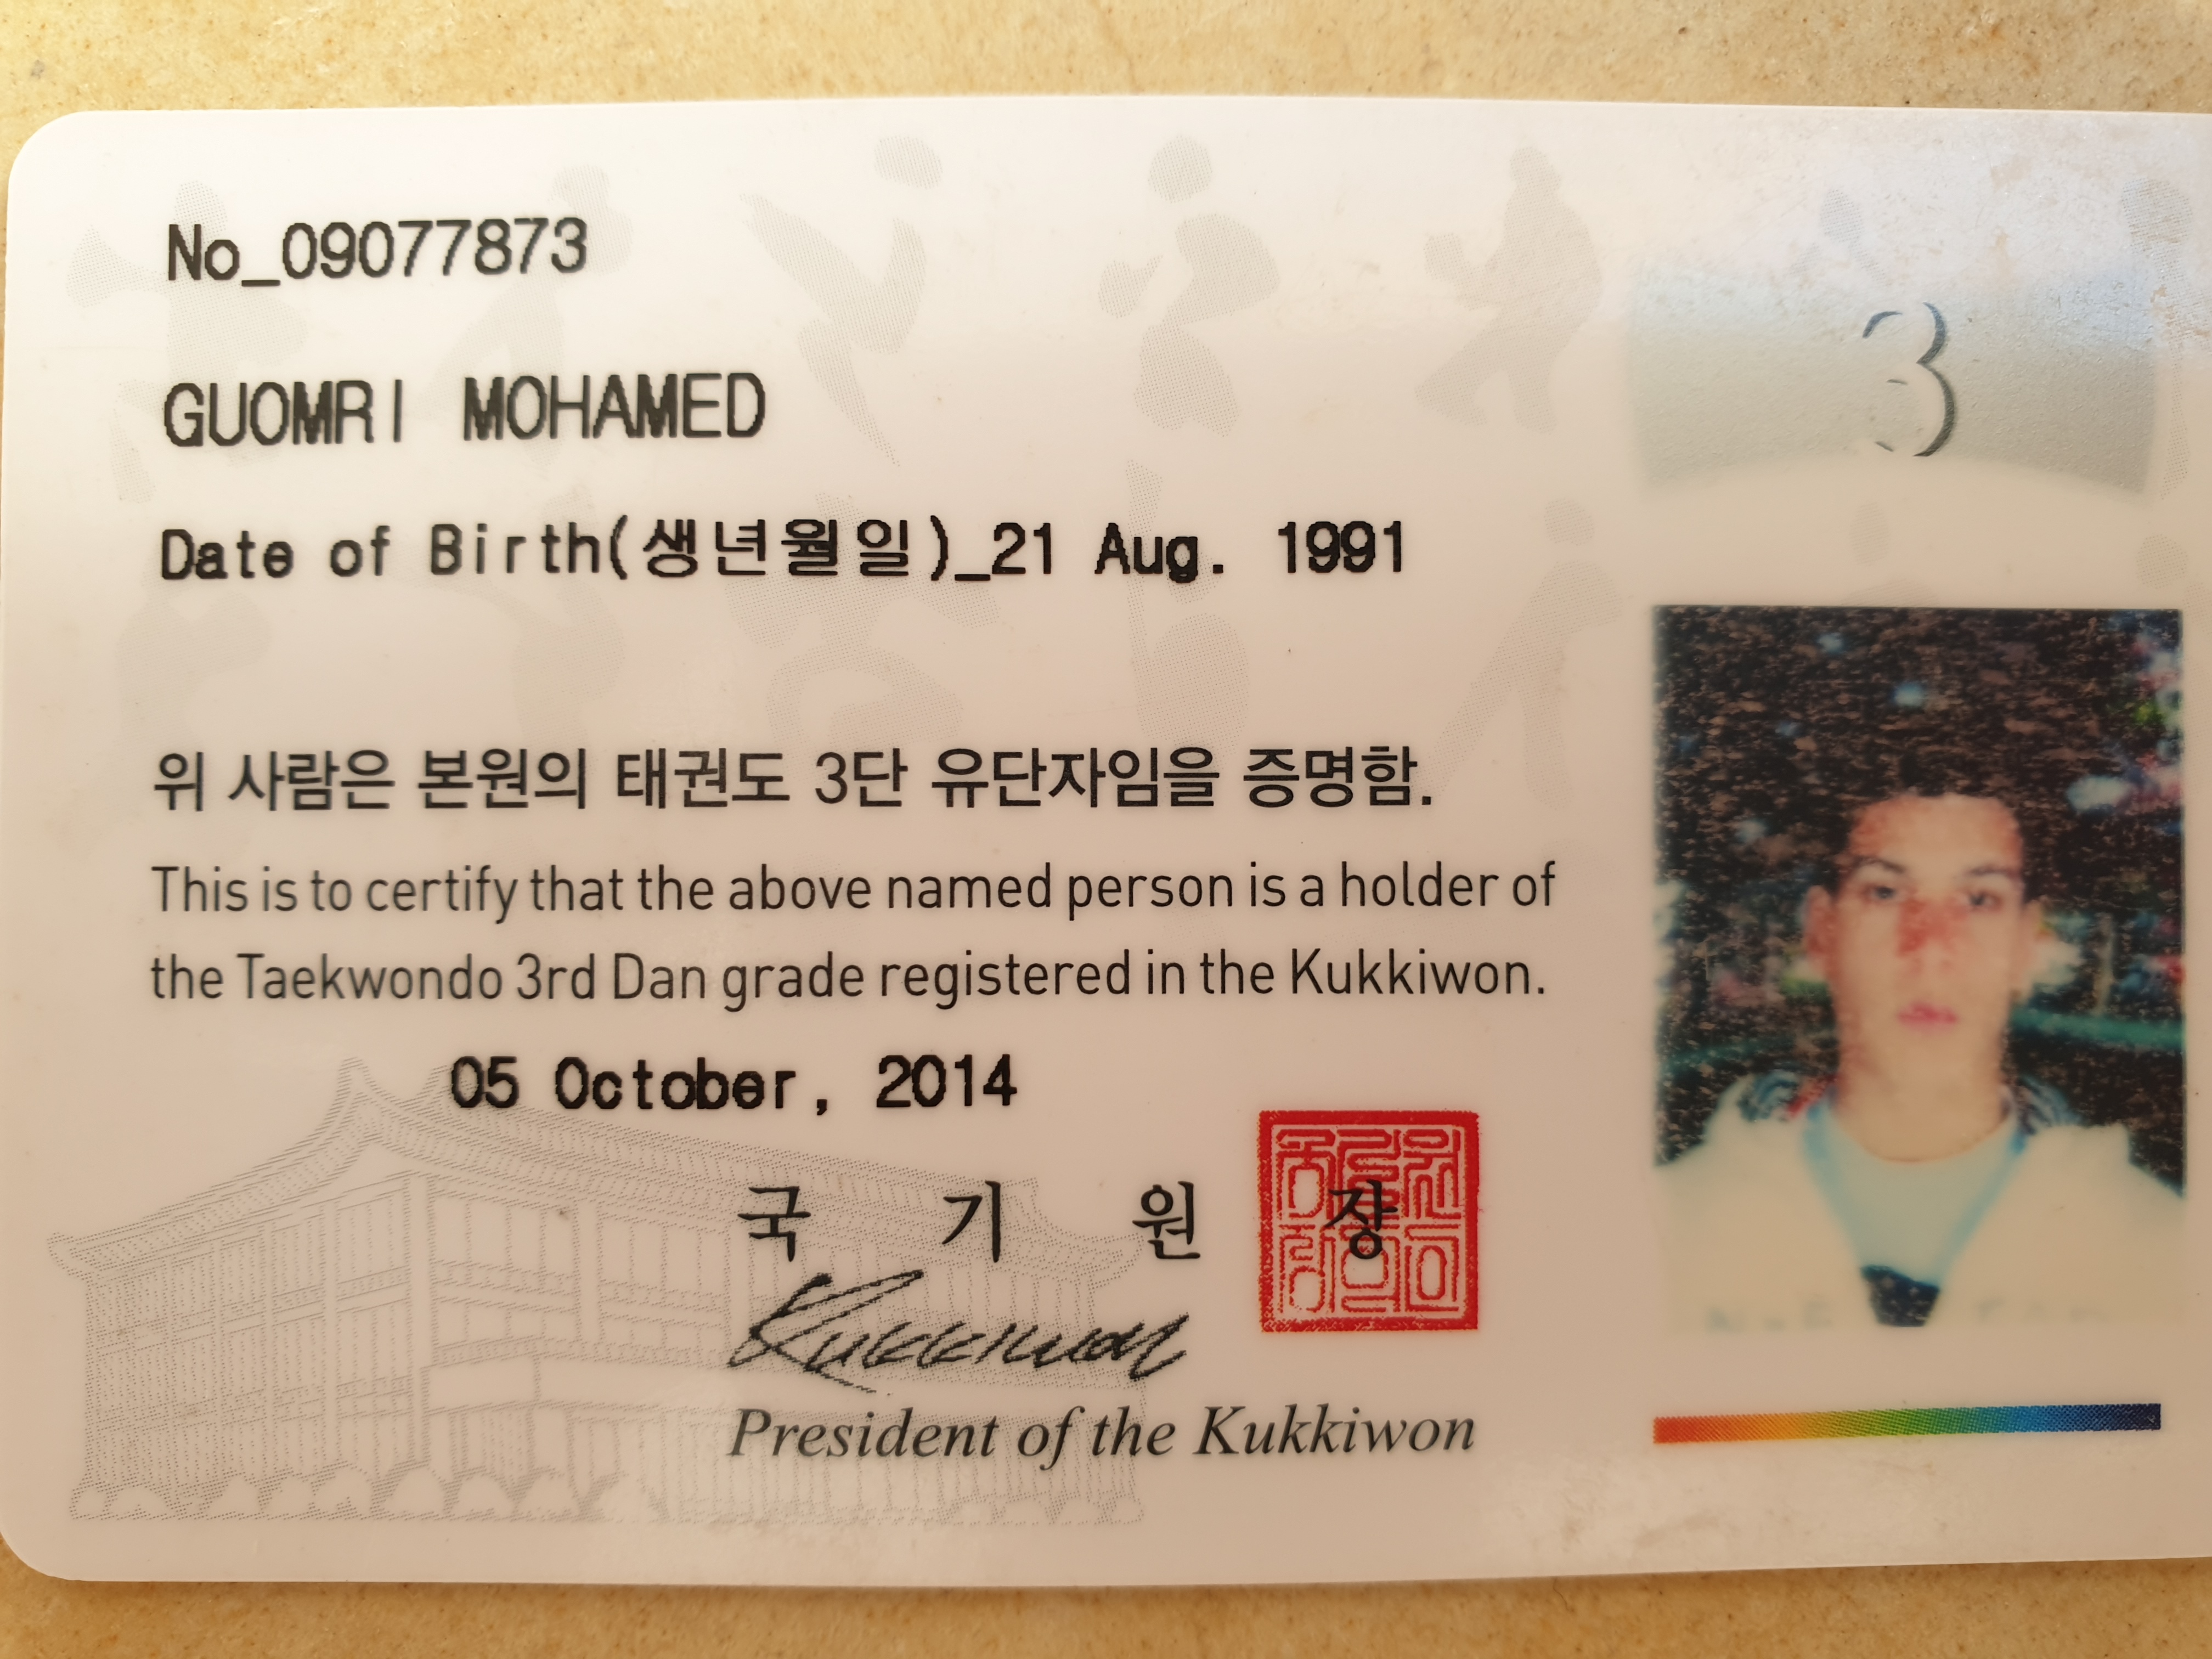 No_09077873
3
GUOMRI MOHAMED
Date of Birth(생년월일)_21 Aug. 1991
위 사람은 본원의 태권도 3단 유단자임을 증명함.
This is to certify that the above named person is a holder of
the Taekwondo 3rd Dan grade registered in the Kukkiwon.
05 October, 2014
국 기 원 장
Kukkiwon
President of the Kukkiwon